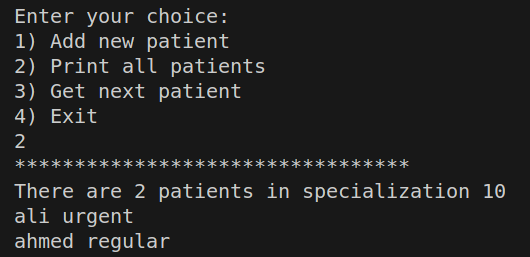 Enter your choice:
1) Add new patient
2) Print all patients
3) Get next patient
4) Exit
2
*********************************
There are 2 patients in specialization 10
ali urgent
ahmed regular